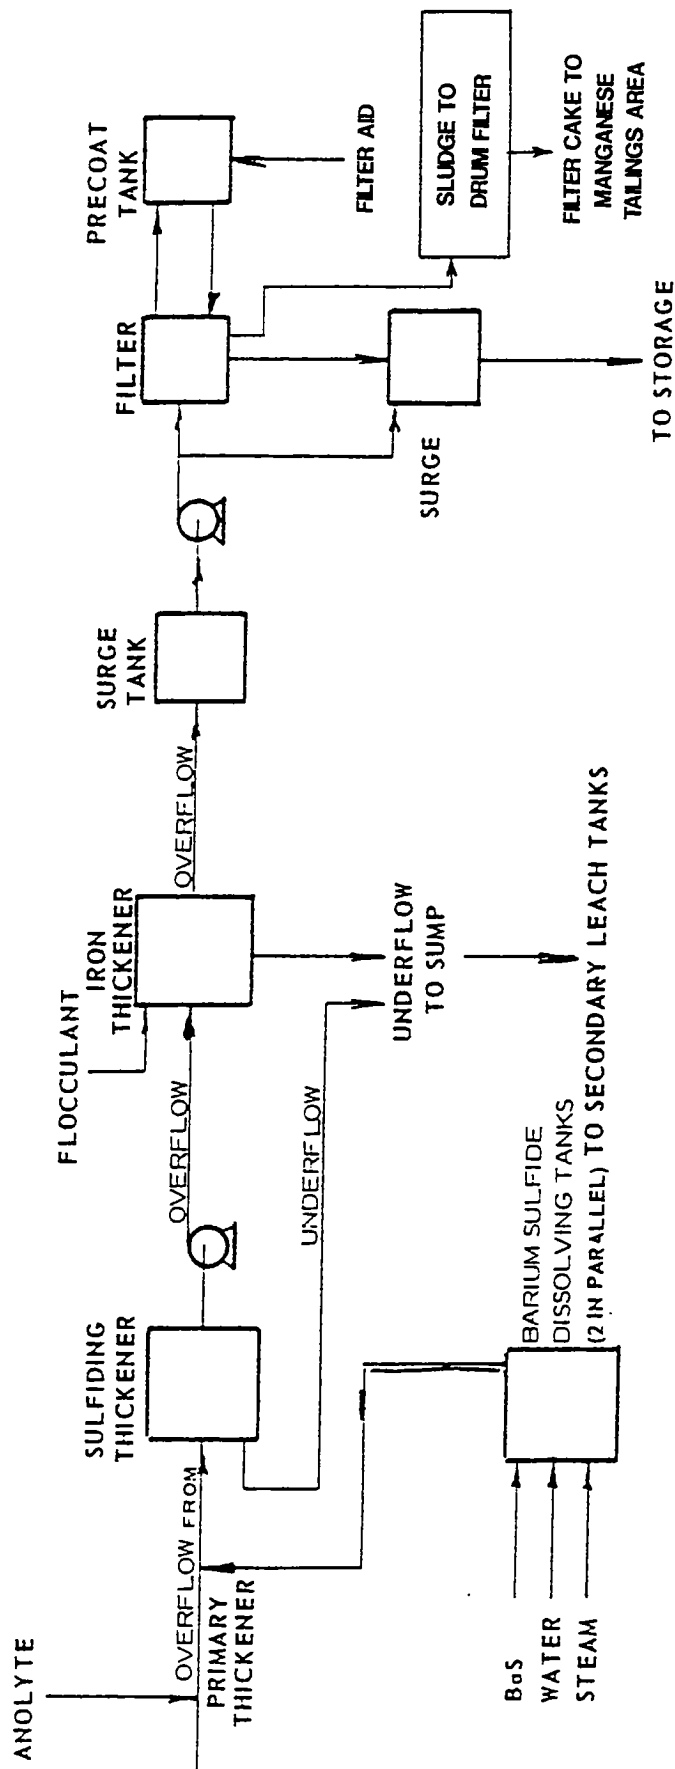 ANOLYTE
OVERFLOW FROM
PRIMARY
THICKENER
SULFIDING
THICKENER
OVERFLOW
UNDERFLOW
BaS
WATER
STEAM
BARIUM SULFIDE
DISSOLVING TANKS
(2 IN PARALLEL) TO SECONDARY LEACH TANKS
FLOCCULANT
IRON
THICKENER
OVERFLOW
UNDERFLOW
TO SUMP
SURGE
TANK
FILTER
SURGE
TO STORAGE
PRECOAT
TANK
FILTER AID
SLUDGE TO
DRUM FILTER
FILTER CAKE TO
MANGANESE
TAILINGS AREA